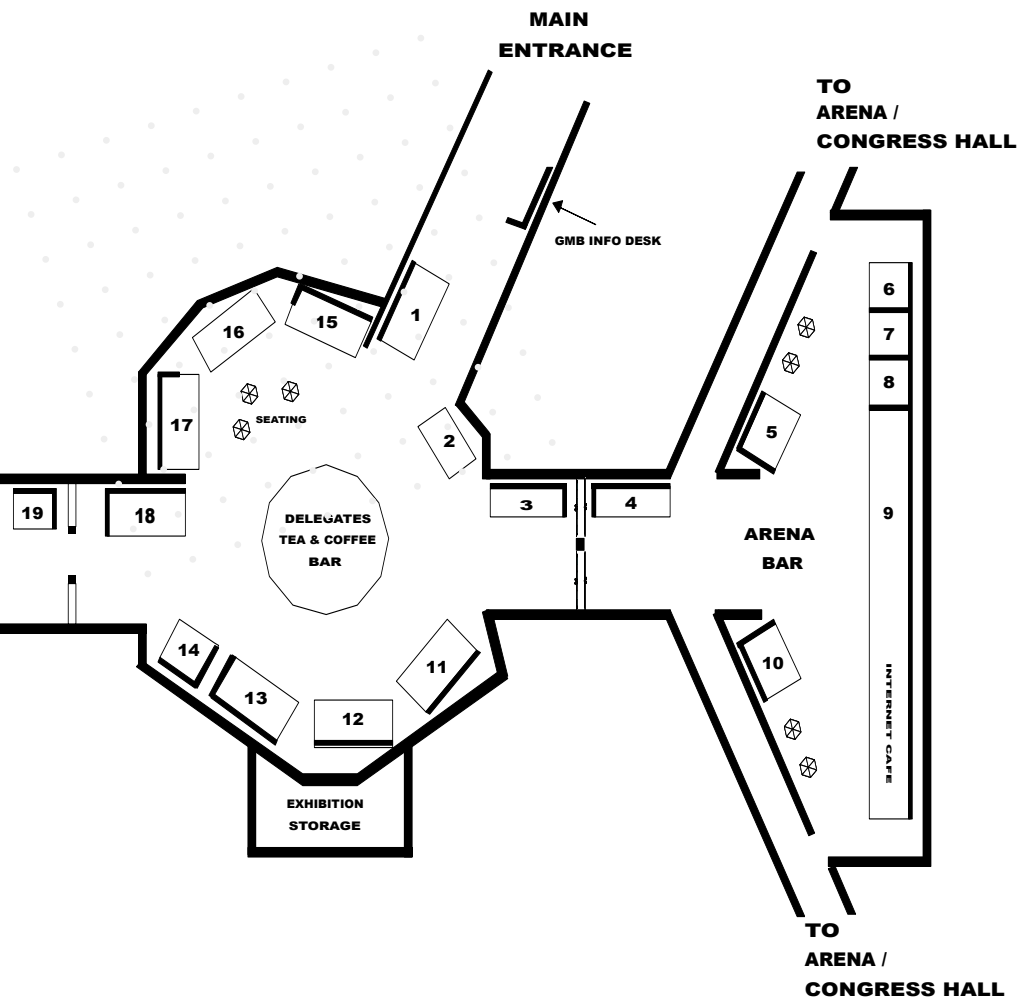 MAIN
ENTRANCE
TO
ARENA /
CONGRESS HALL
GMB INFO DESK
6
15
1
16
7
8
SEATING
17
5
2
3
4
19
18
9
DELEGATES
TEA & COFFEE
BAR
ARENA
BAR
14
11
10
13
12
INTERNET CAFE
EXHIBITION
STORAGE
TO
ARENA /
CONGRESS HALL